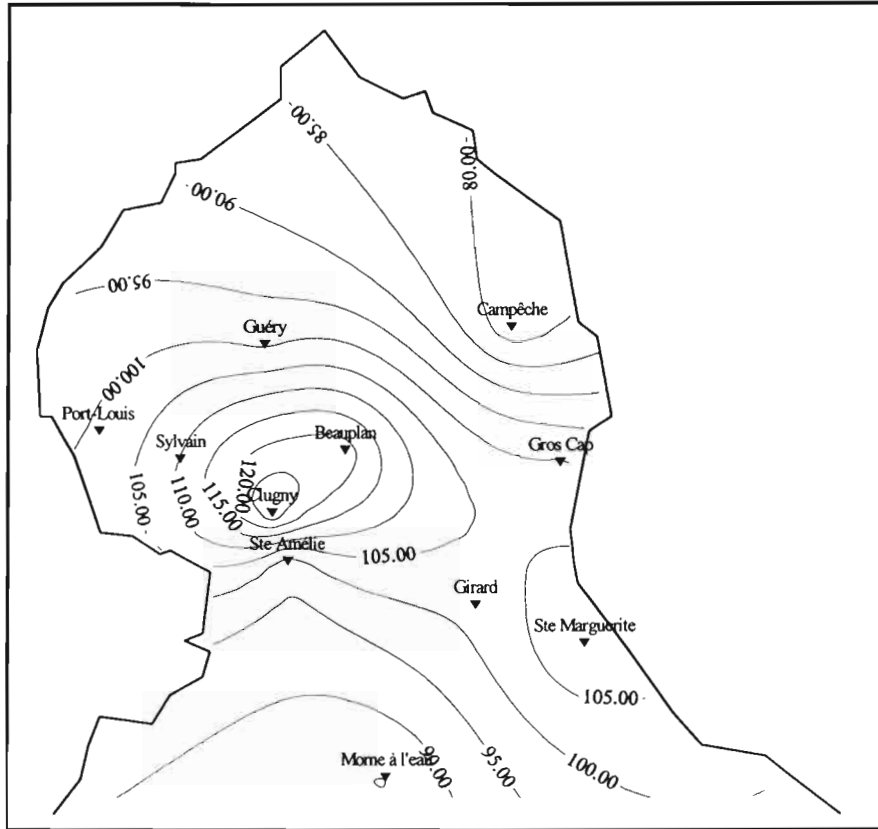 85.00
80.00
90.00
95.00
Campêche
Guéry
100.00
Port-Louis
Sylvain
Beauplan
Gros Cap
105.00
110.00
115.00
120.00
Clugny
Ste Amélie
105.00
Girard
Ste Marguerite
105.00
Morne à l'eau
90.00
95.00
100.00